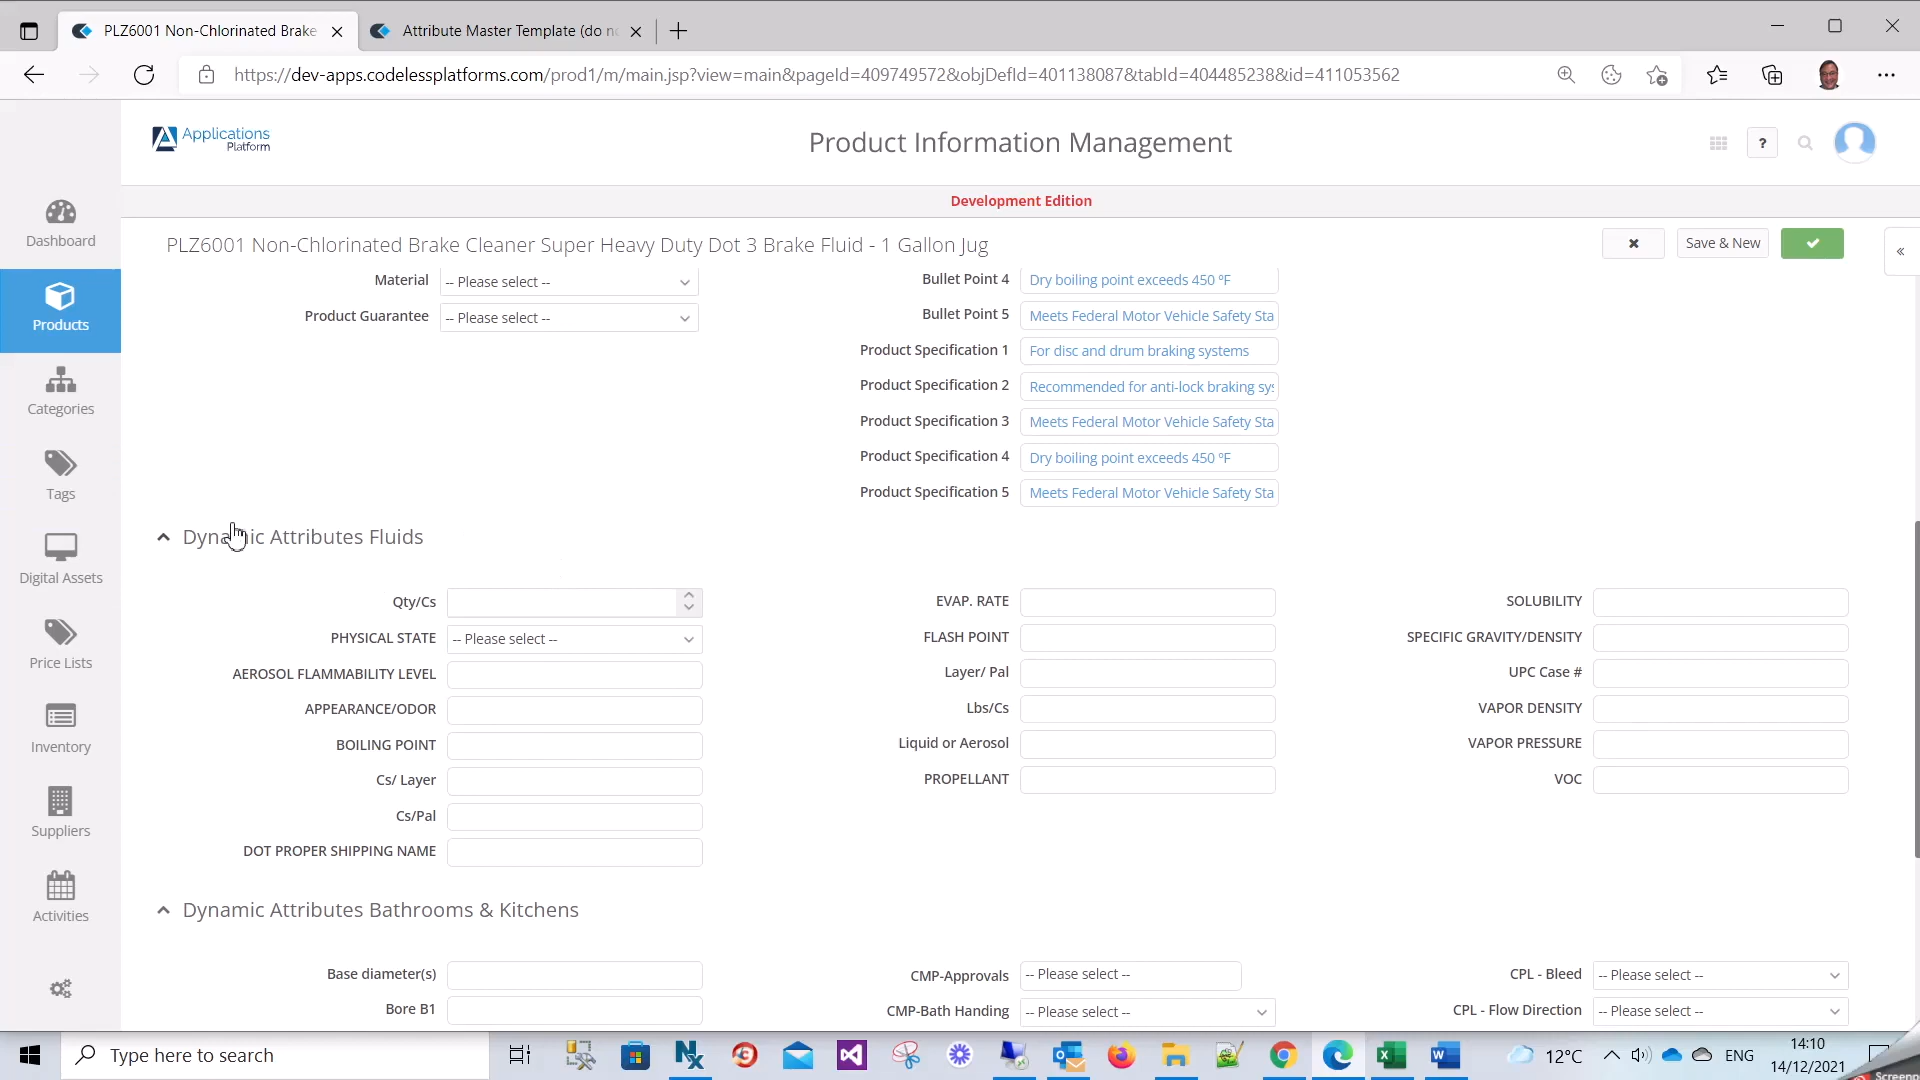 PLZ6001 Non-Chlorinated Brake
Attribute Master Template (do n
https://dev-apps.codelessplatforms.com/prod1/m/main.jsp?view=main&pageId=409749572&objDefId=401138087&tabId=404485238&id=411053562
Applications
Platform
Product Information Management
?
Development Edition
PLZ6001 Non-Chlorinated Brake Cleaner Super Heavy Duty Dot 3 Brake Fluid - 1 Gallon Jug
Save & New
Dashboard
Products
Categories
Tags
Digital Assets
Price Lists
Inventory
Suppliers
Activities
Material -- Please select --
Product Guarantee -- Please select --
Bullet Point 4 Dry boiling point exceeds 450 ºF
Bullet Point 5 Meets Federal Motor Vehicle Safety Sta
Product Specification 1 For disc and drum braking systems
Product Specification 2 Recommended for anti-lock braking sys
Product Specification 3 Meets Federal Motor Vehicle Safety Sta
Product Specification 4 Dry boiling point exceeds 450 ºF
Product Specification 5 Meets Federal Motor Vehicle Safety Sta
Dynamic Attributes Fluids
Qty/Cs
PHYSICAL STATE -- Please select --
AEROSOL FLAMMABILITY LEVEL
APPEARANCE/ODOR
BOILING POINT
Cs/ Layer
Cs/Pal
DOT PROPER SHIPPING NAME
EVAP. RATE
FLASH POINT
Layer/ Pal
Lbs/Cs
Liquid or Aerosol
PROPELLANT
SOLUBILITY
SPECIFIC GRAVITY/DENSITY
UPC Case #
VAPOR DENSITY
VAPOR PRESSURE
VOC
Dynamic Attributes Bathrooms & Kitchens
Base diameter(s)
Bore B1
CMP-Approvals -- Please select --
CMP-Bath Handing -- Please select --
CPL - Bleed -- Please select --
CPL - Flow Direction -- Please select --
Type here to search
12°C
ENG
14:10
14/12/2021